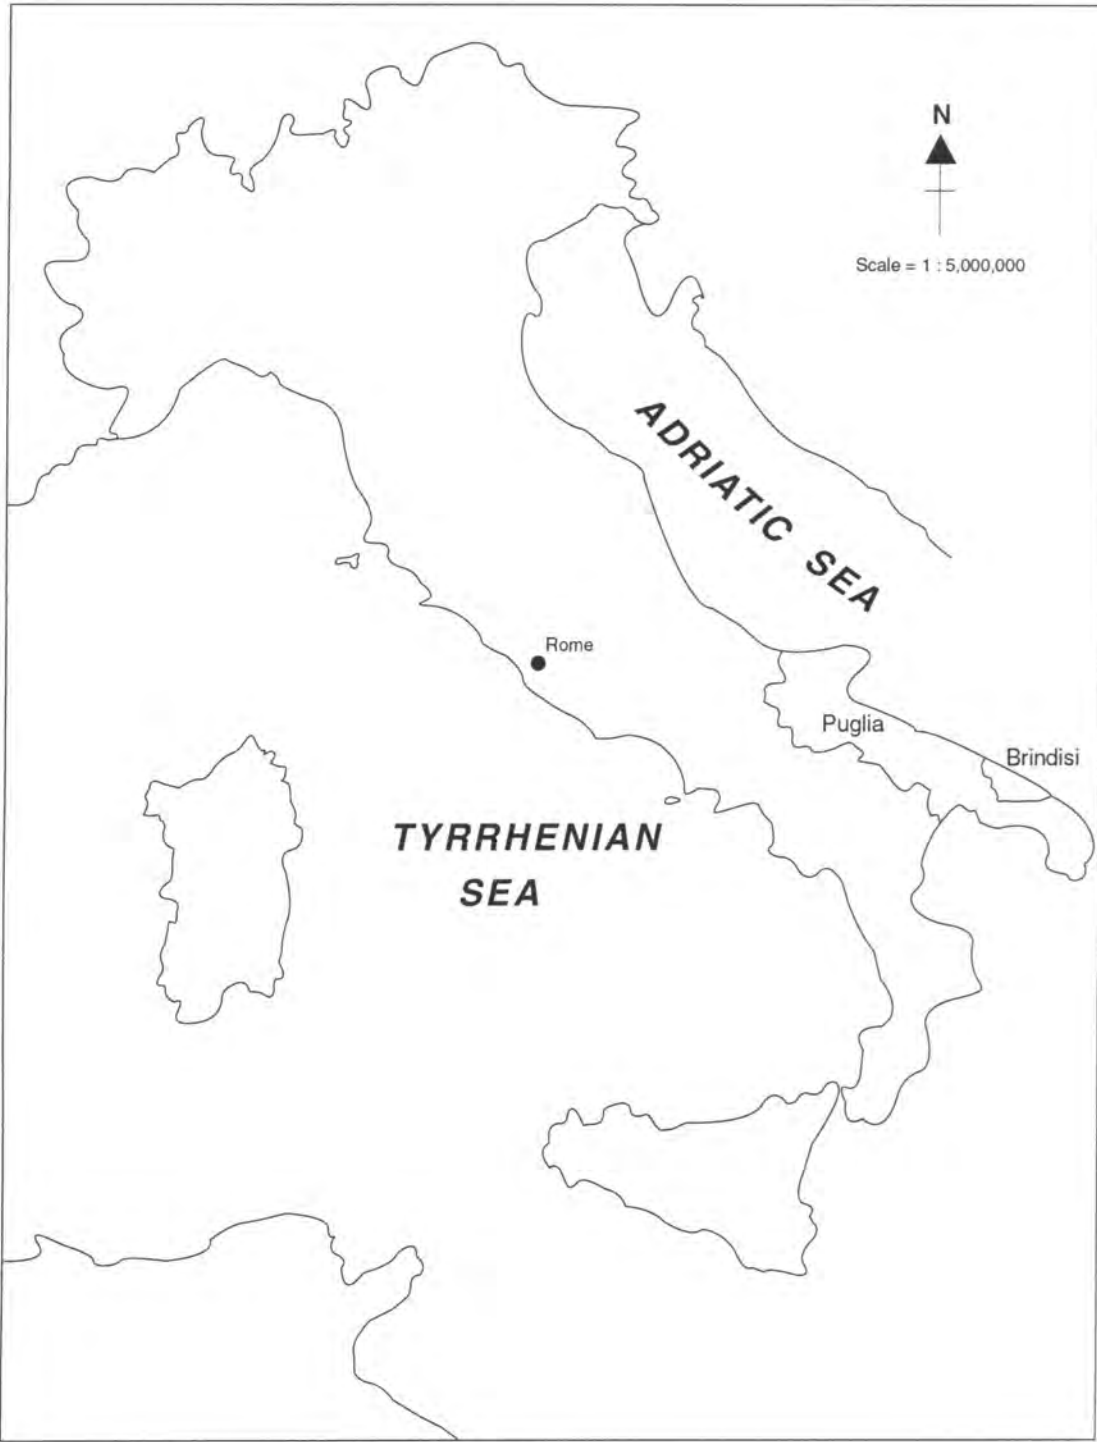 N
Scale = 1 : 5,000,000
ADRIATIC SEA
Rome
Puglia
Brindisi
TYRRHENIAN
SEA